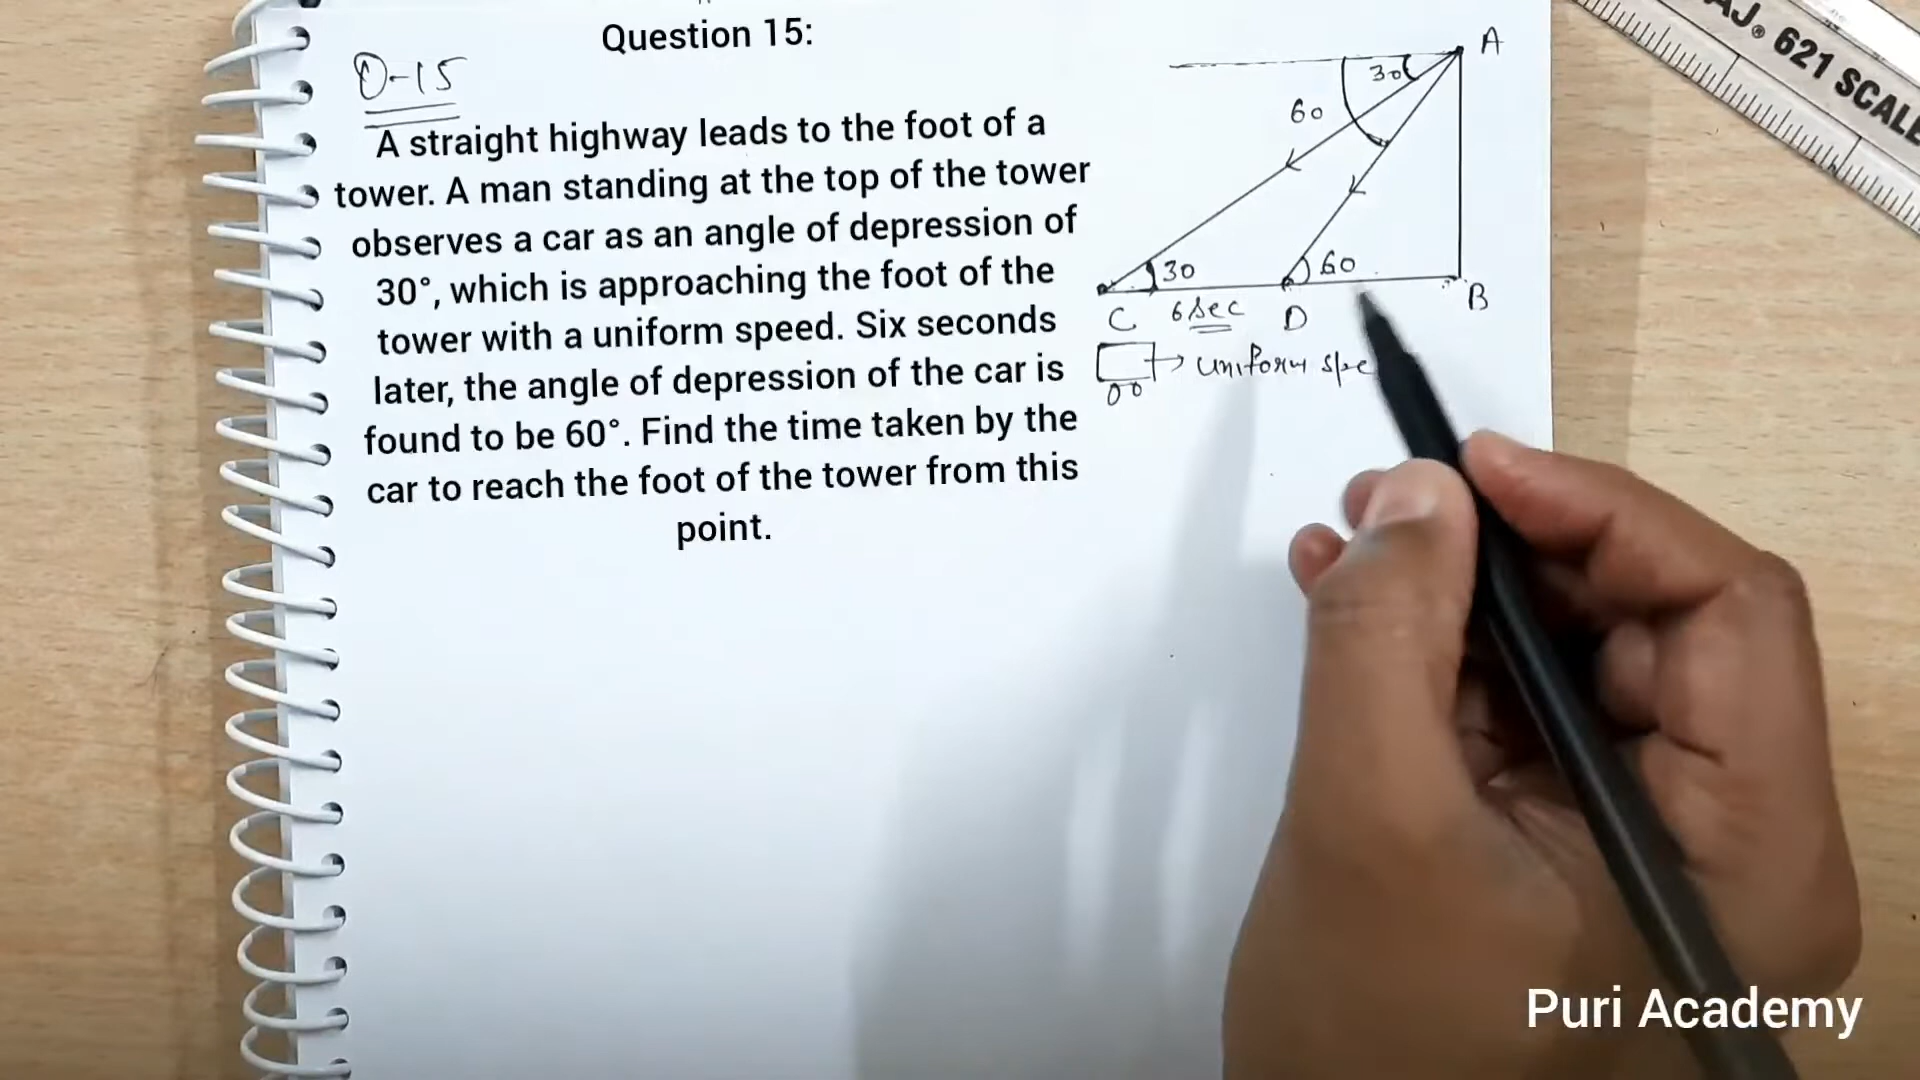 Question 15:
Q-15
A straight highway leads to the foot of a
tower. A man standing at the top of the tower
observes a car as an angle of depression of
30°, which is approaching the foot of the
tower with a uniform speed. Six seconds
later, the angle of depression of the car is
found to be 60°. Find the time taken by the
car to reach the foot of the tower from this
point.
A
30
60
30
60
C 6 sec D B
uniform spe
AJ.® 621 SCALE
Puri Academy